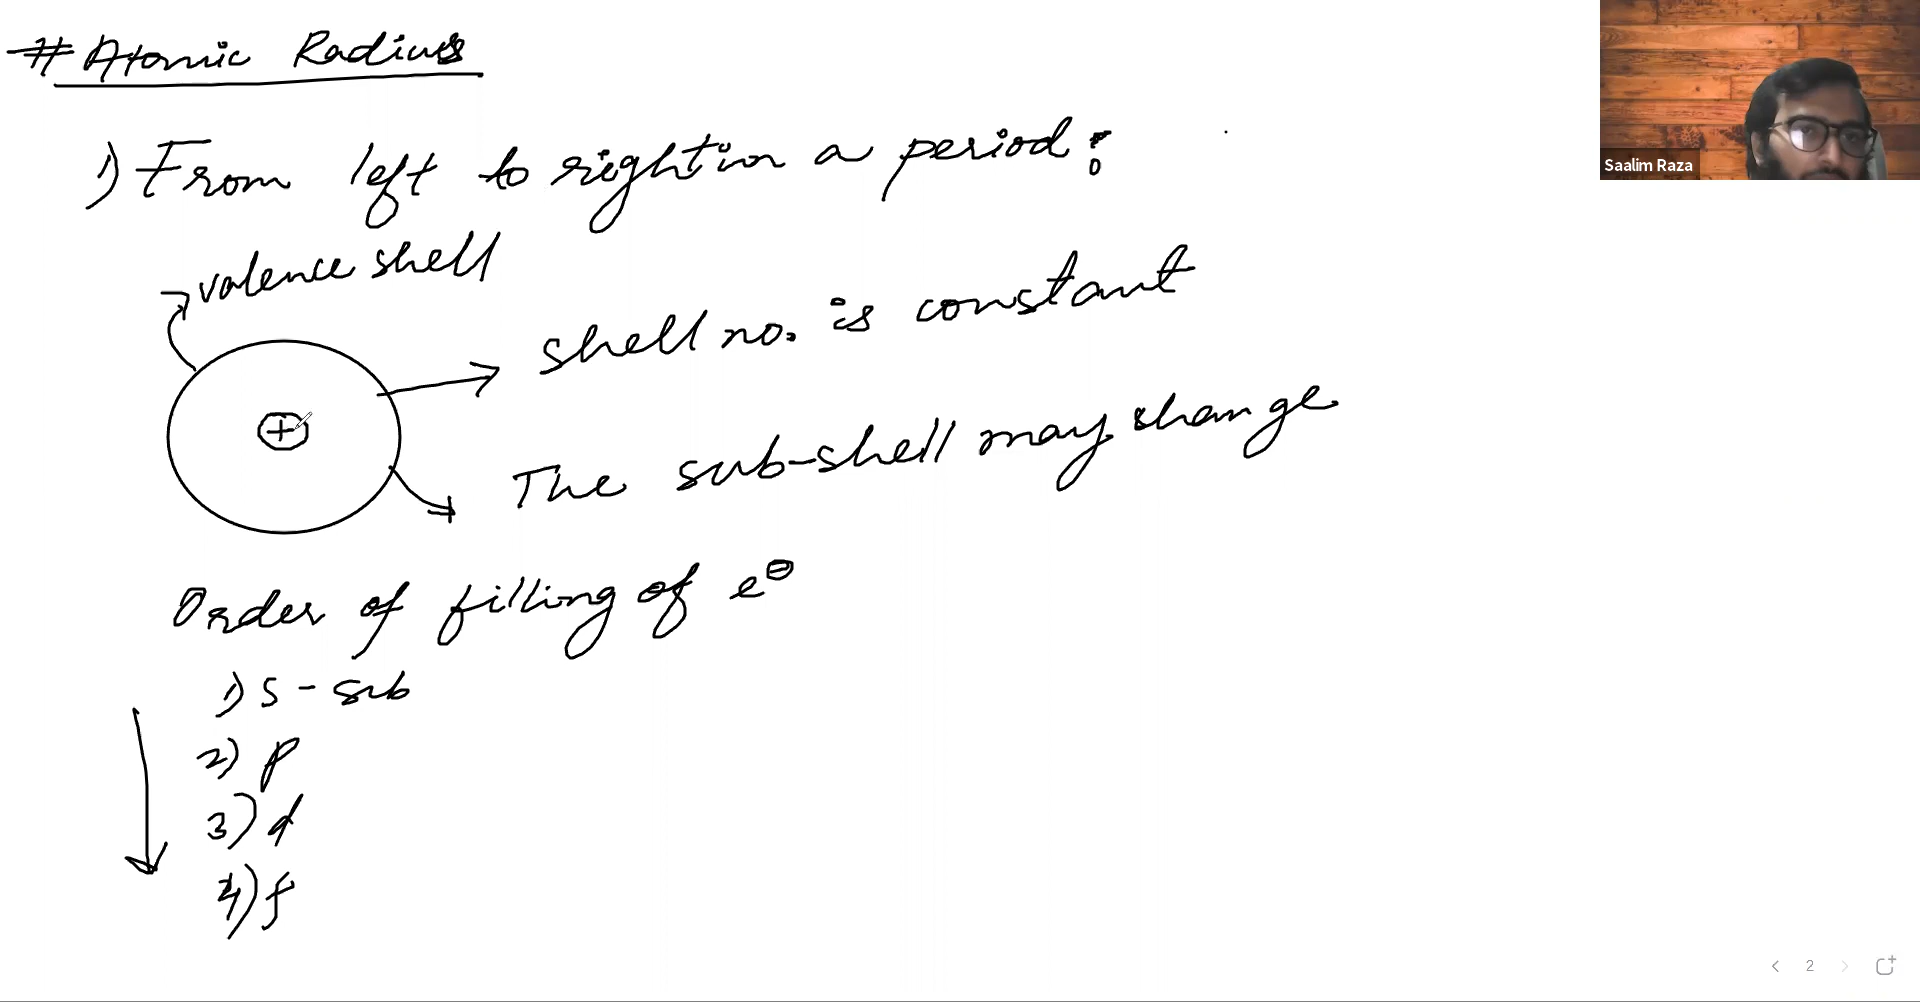 # Atomic Radius
1) From left to right in a period:
valence shell
shell no. is constant
+
The sub-shell may change
Order of filling of e⊖
1) s - sub
2) p
3) d
4) f
Saalim Raza
2